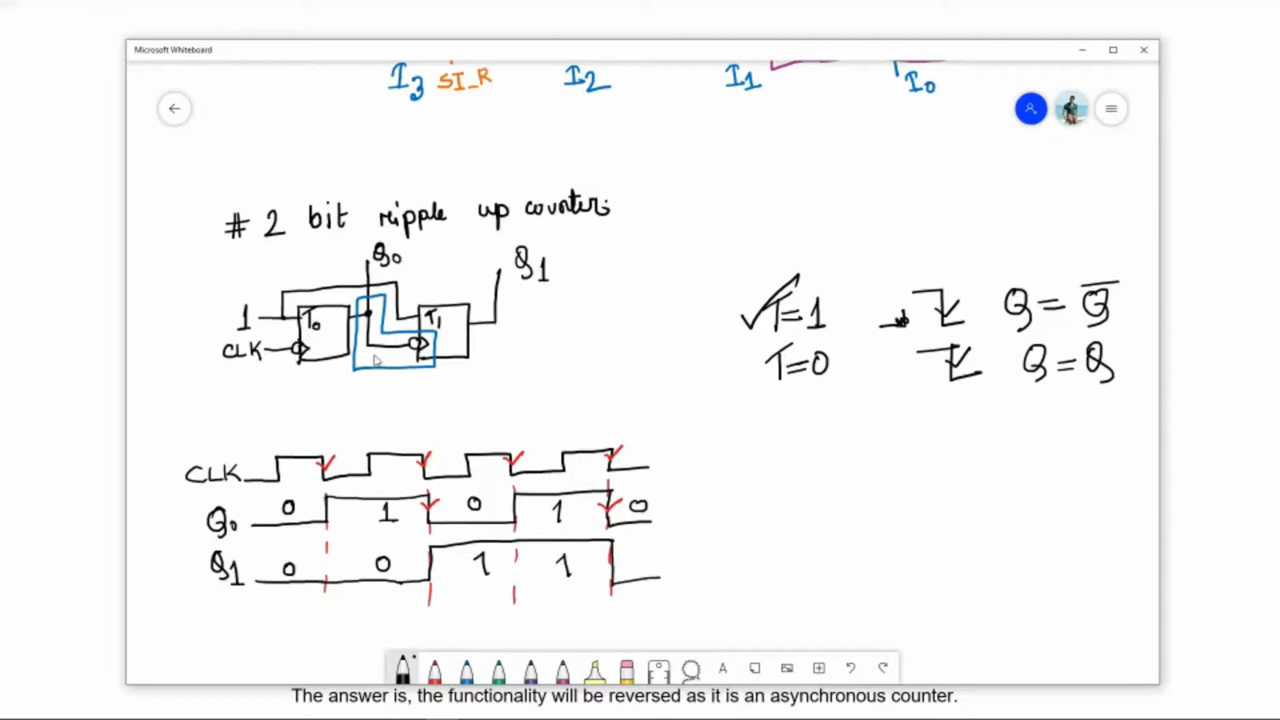 Microsoft Whiteboard
I3 SI_R I2 I1 I0
# 2 bit ripple up counter.
Q0 Q1
1 T0 T1
CLK
T=1 Q = Q̅
T=0 Q = Q
CLK
Q0 0 1 0 1 0
Q1 0 0 1 1
A
The answer is, the functionality will be reversed as it is an asynchronous counter.